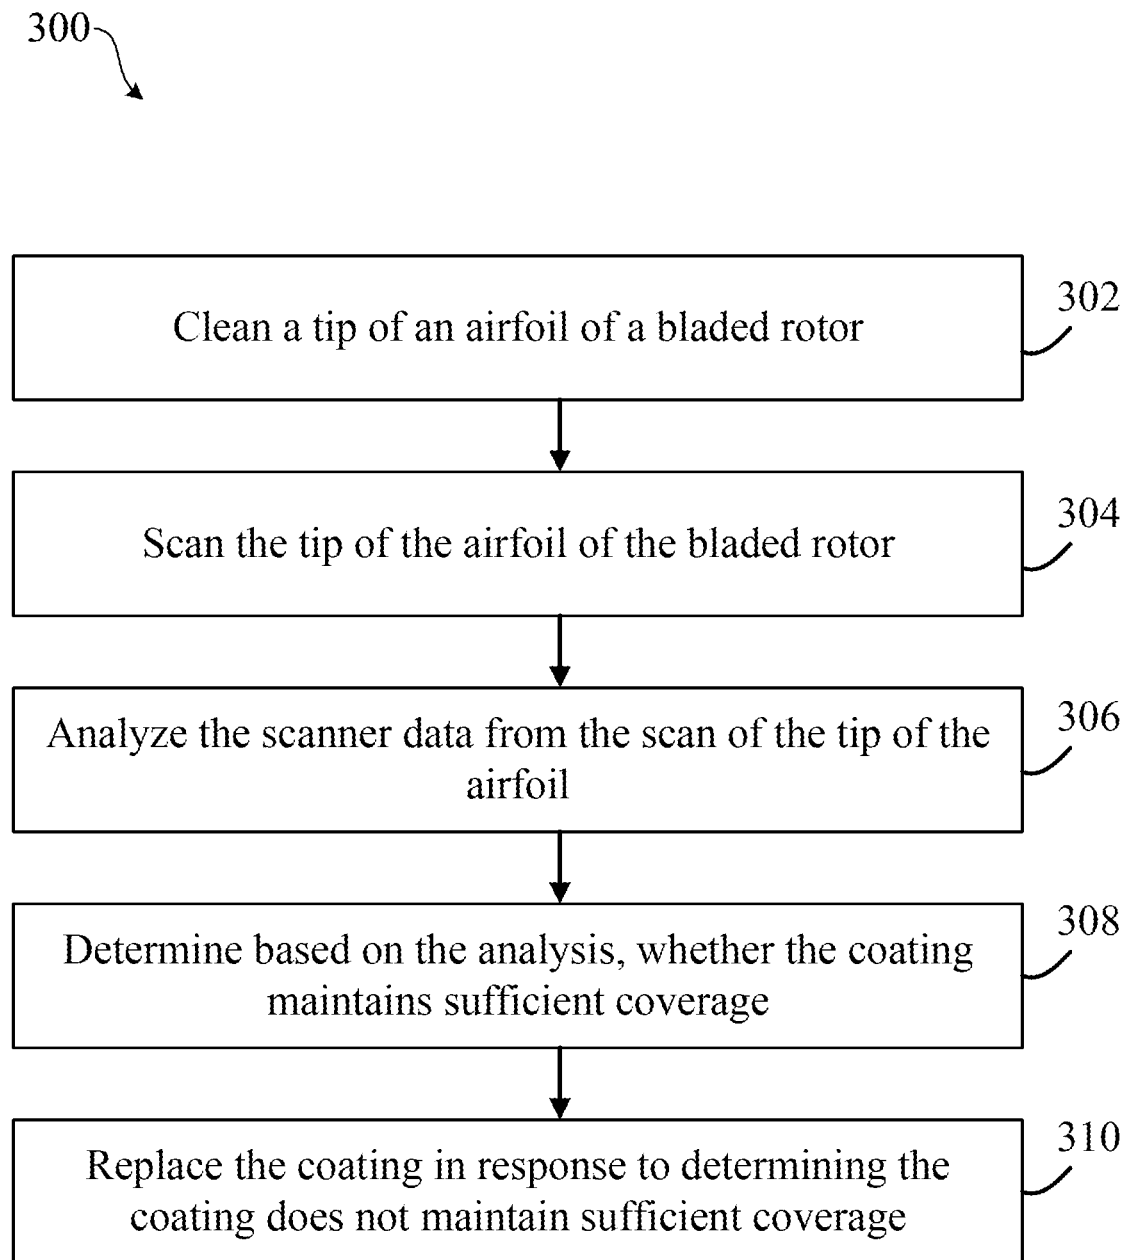 300
Clean a tip of an airfoil of a bladed rotor
302
Scan the tip of the airfoil of the bladed rotor
304
Analyze the scanner data from the scan of the tip of the
airfoil
306
Determine based on the analysis, whether the coating
maintains sufficient coverage
308
Replace the coating in response to determining the
coating does not maintain sufficient coverage
310